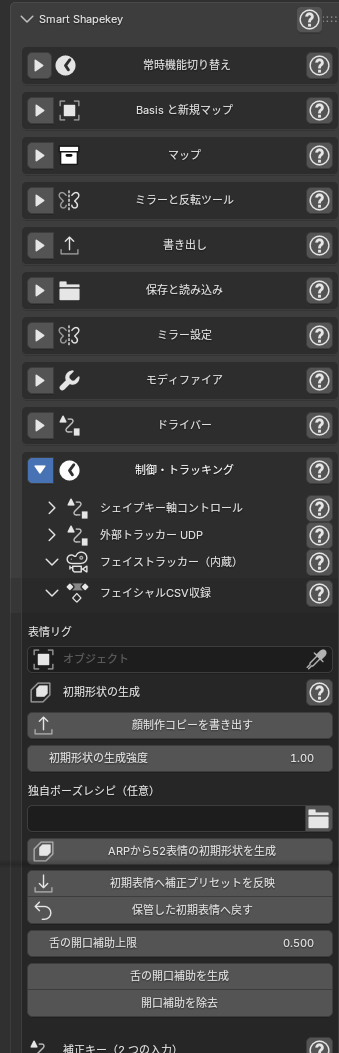 Smart Shapekey
常時機能切り替え
Basis と新規マップ
マップ
ミラーと反転ツール
書き出し
保存と読み込み
ミラー設定
モディファイア
ドライバー
制御・トラッキング
シェイプキー軸コントロール
外部トラッカー UDP
フェイストラッカー（内蔵）
フェイシャルCSV収録
表情リグ
オブジェクト
初期形状の生成
顔制作コピーを書き出す
初期形状の生成強度 1.00
独自ポーズレシピ（任意）
ARPから52表情の初期形状を生成
初期表情へ補正プリセットを反映
保管した初期表情へ戻す
舌の開口補助上限 0.500
舌の開口補助を生成
開口補助を除去
補正キー（2 つの入力）